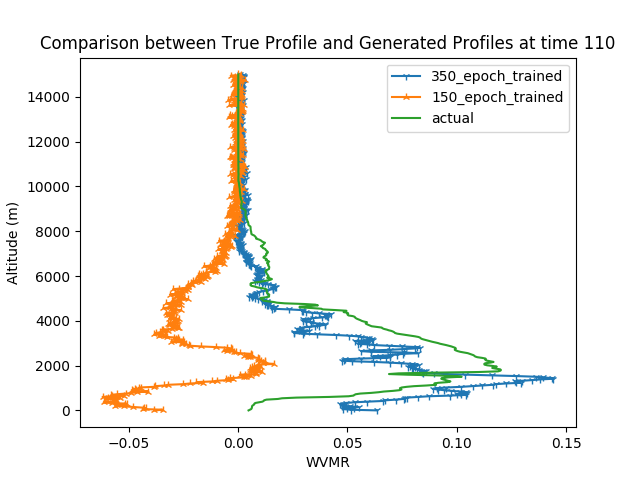 Comparison between True Profile and Generated Profiles at time 110
350_epoch_trained
150_epoch_trained
actual
Altitude (m)
14000
12000
10000
8000
6000
4000
2000
0
−0.05
0.00
0.05
0.10
0.15
WVMR